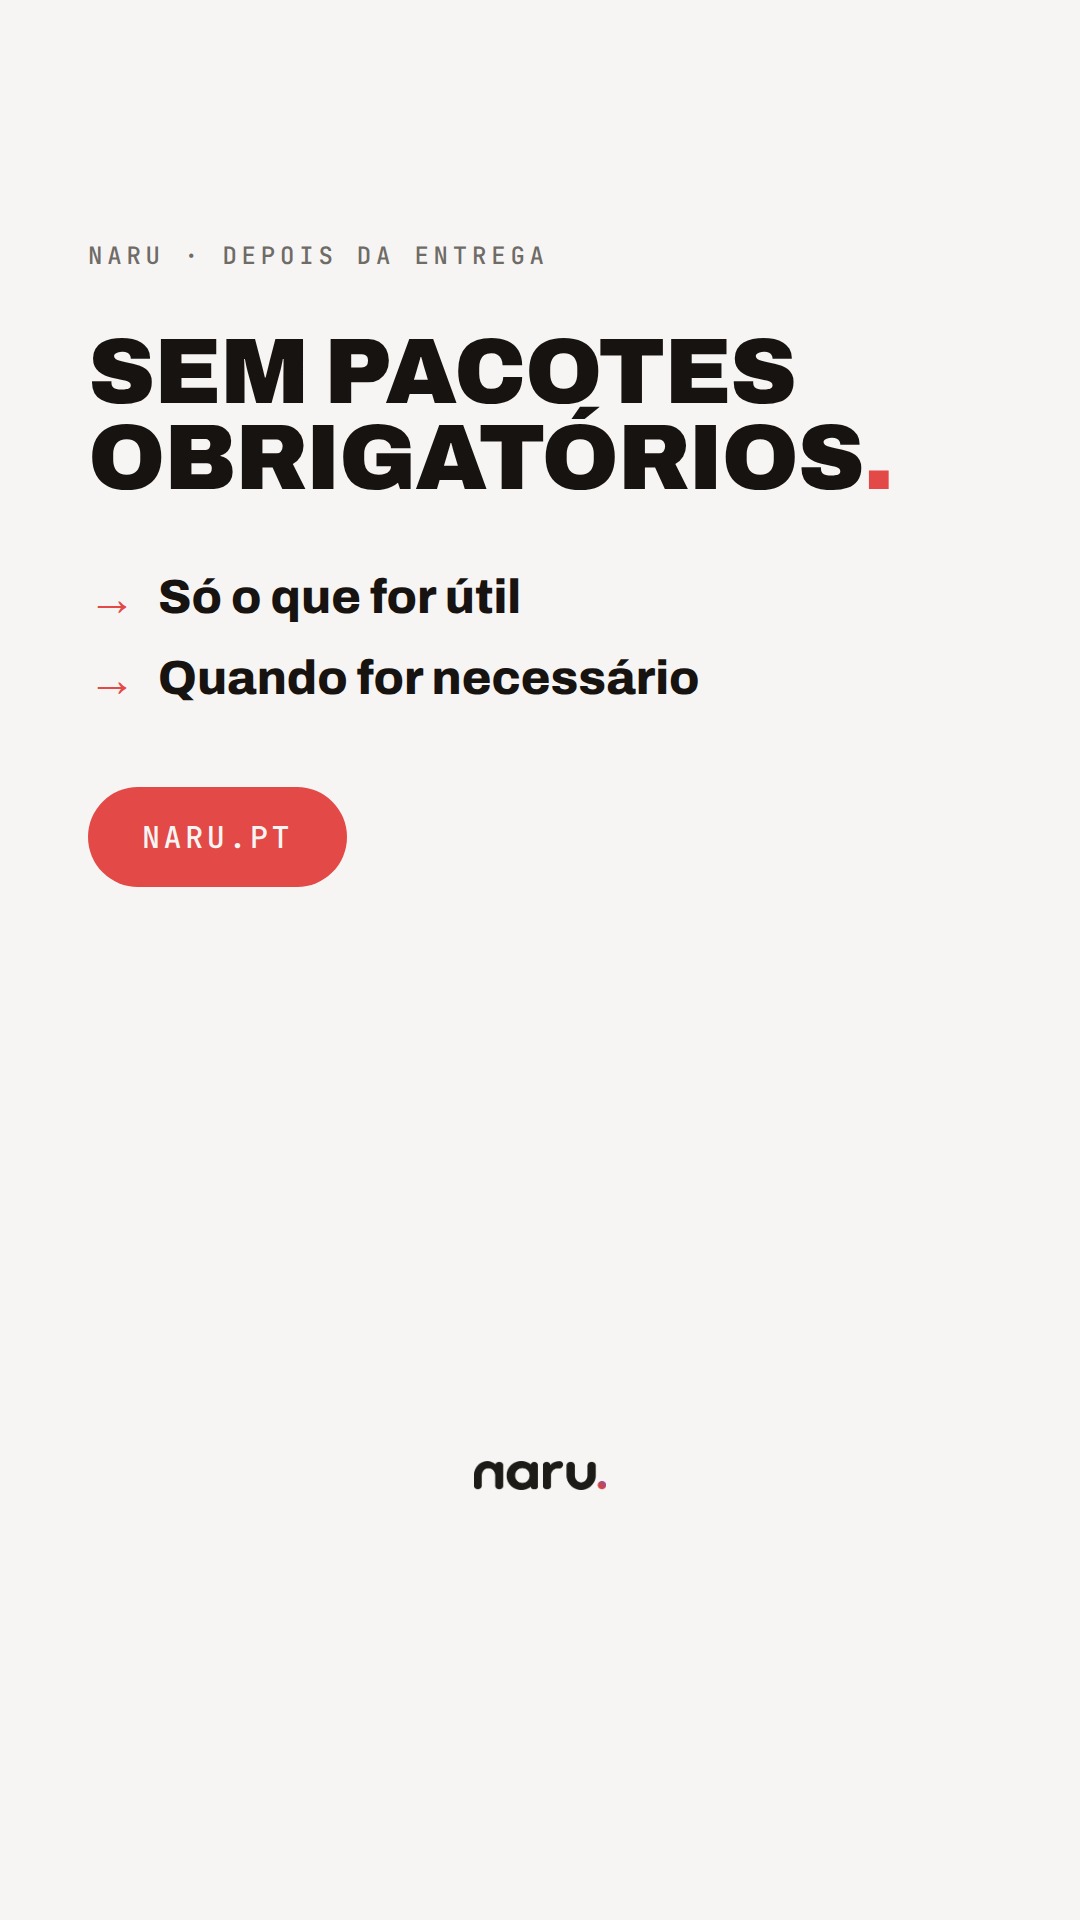 NARU · DEPOIS DA ENTREGA
SEM PACOTES
OBRIGATÓRIOS.
→ Só o que for útil
→ Quando for necessário
NARU.PT
naru.